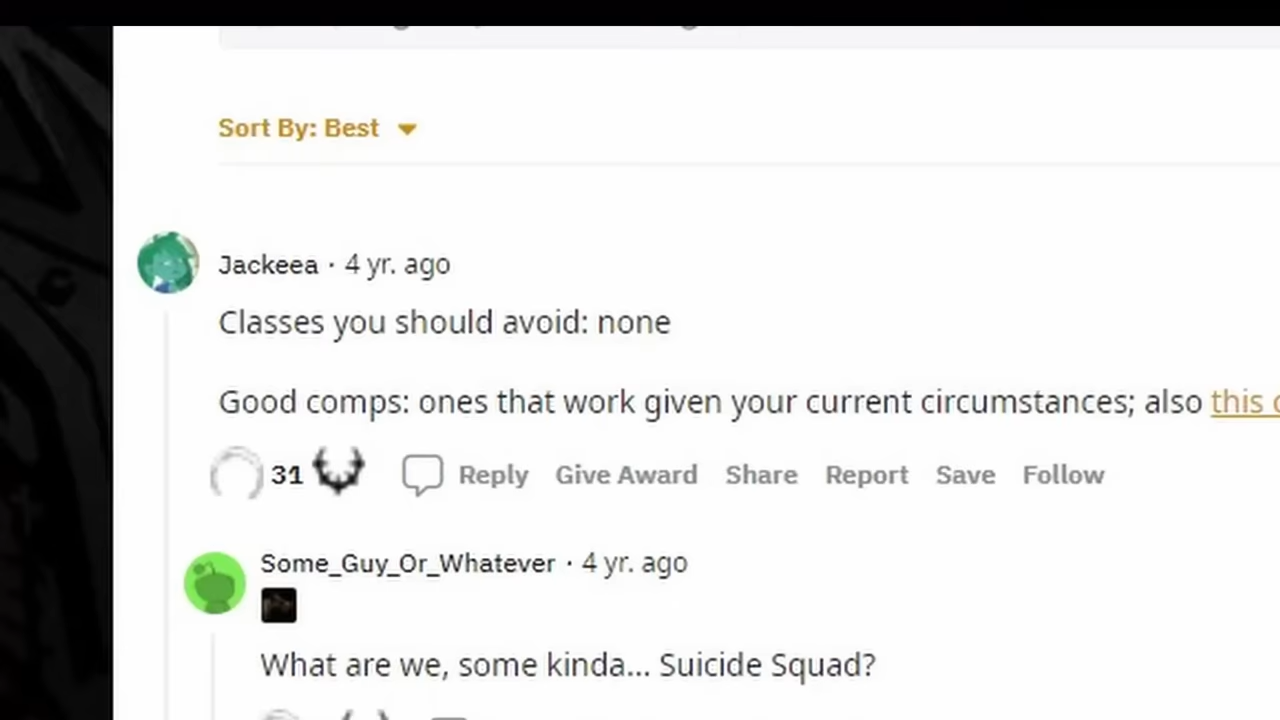 Sort By: Best
Jackeea · 4 yr. ago
Classes you should avoid: none
Good comps: ones that work given your current circumstances; also this
31 Reply Give Award Share Report Save Follow
Some_Guy_Or_Whatever · 4 yr. ago
What are we, some kinda... Suicide Squad?